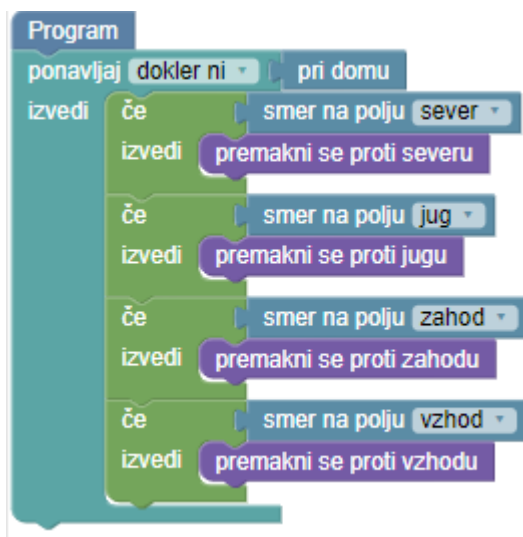 Program
ponavljaj dokler ni pri domu
izvedi če smer na polju sever
izvedi premakni se proti severu
če smer na polju jug
izvedi premakni se proti jugu
če smer na polju zahod
izvedi premakni se proti zahodu
če smer na polju vzhod
izvedi premakni se proti vzhodu